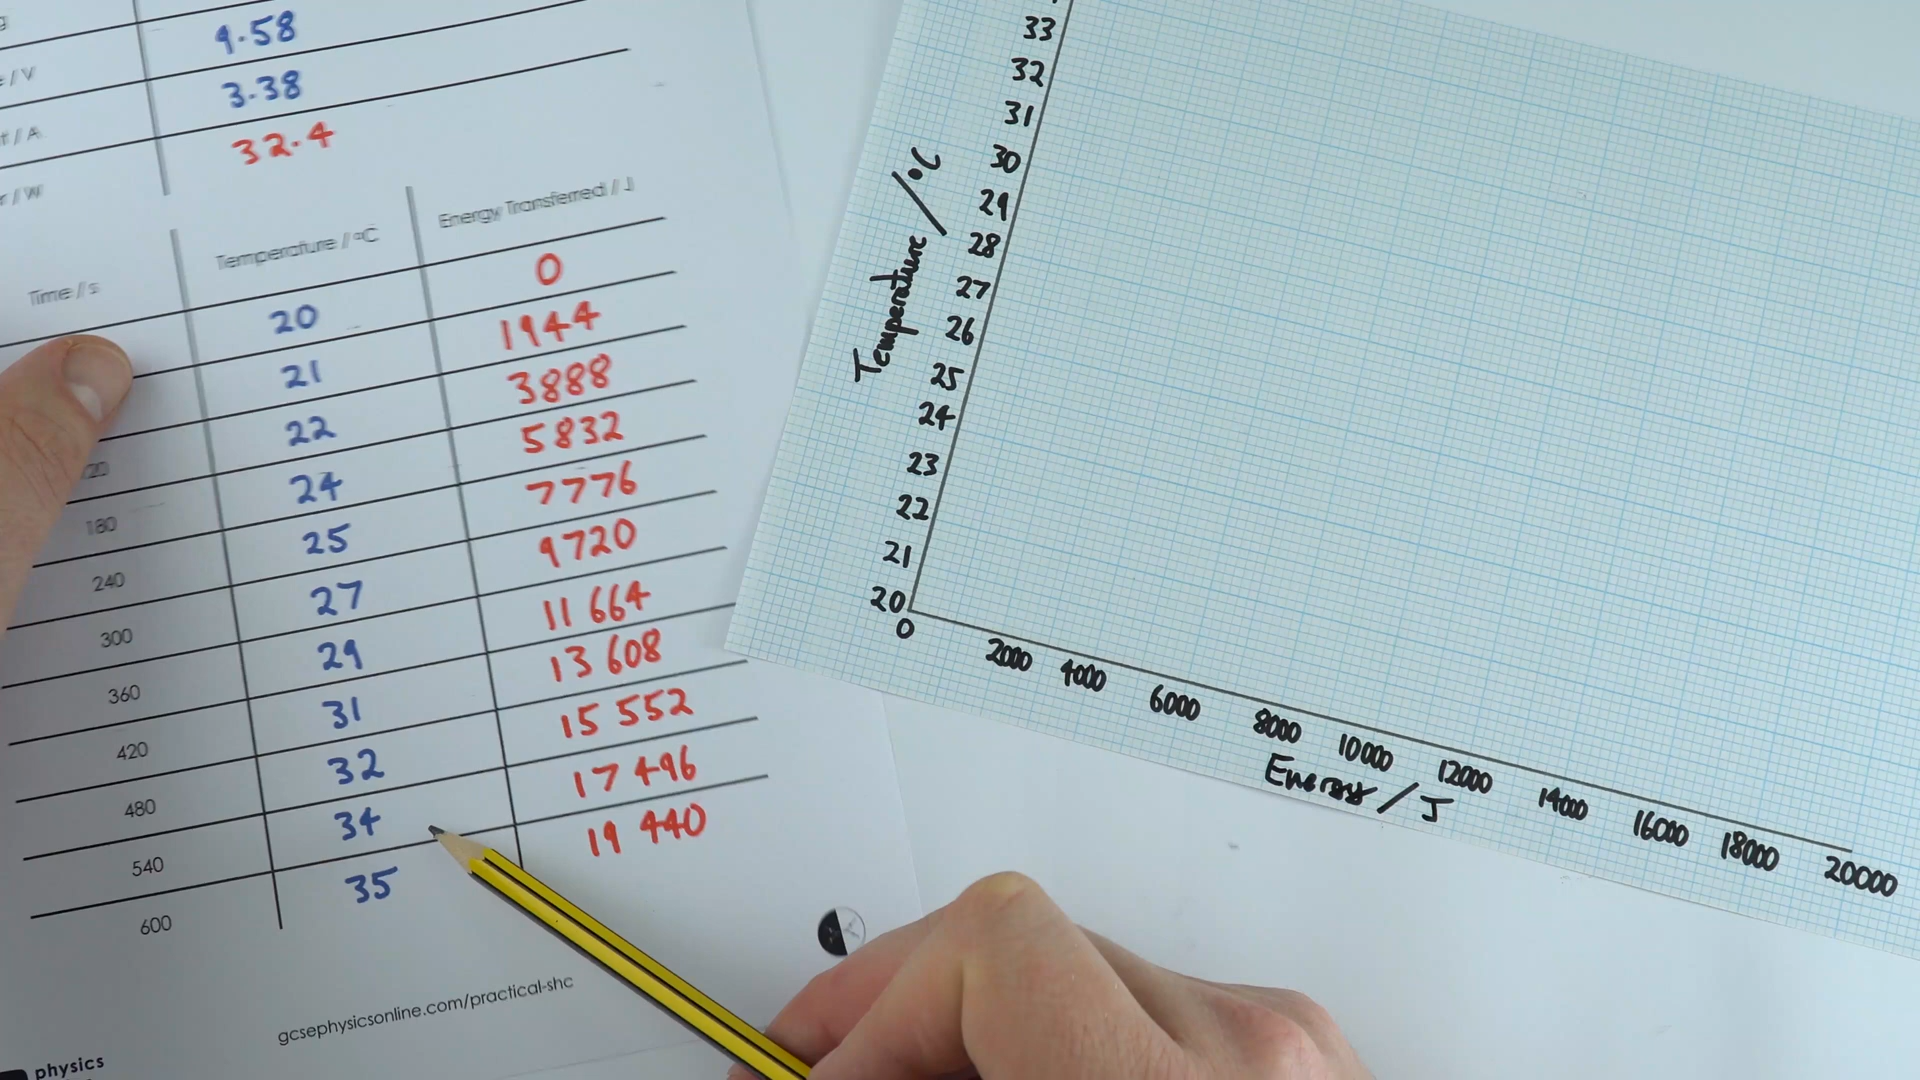 9.58
/ V
3.38
/ A
32.4
/ W
Time / s
Temperature / °C
Energy Transferred / J
20 0
21 1944
22 3888
180 24 5832
240 25 7776
300 27 9720
360 29 11 664
420 31 13 608
480 32 15 552
540 34 17 496
600 35 19 440
gcsephysicsonline.com/practical-shc
physics
33
32
31
30
29
28
27
26
25
24
23
22
21
20
Temperature / °C
0 2000 4000 6000 8000 10000 12000 14000 16000 18000 20000
Energy / J